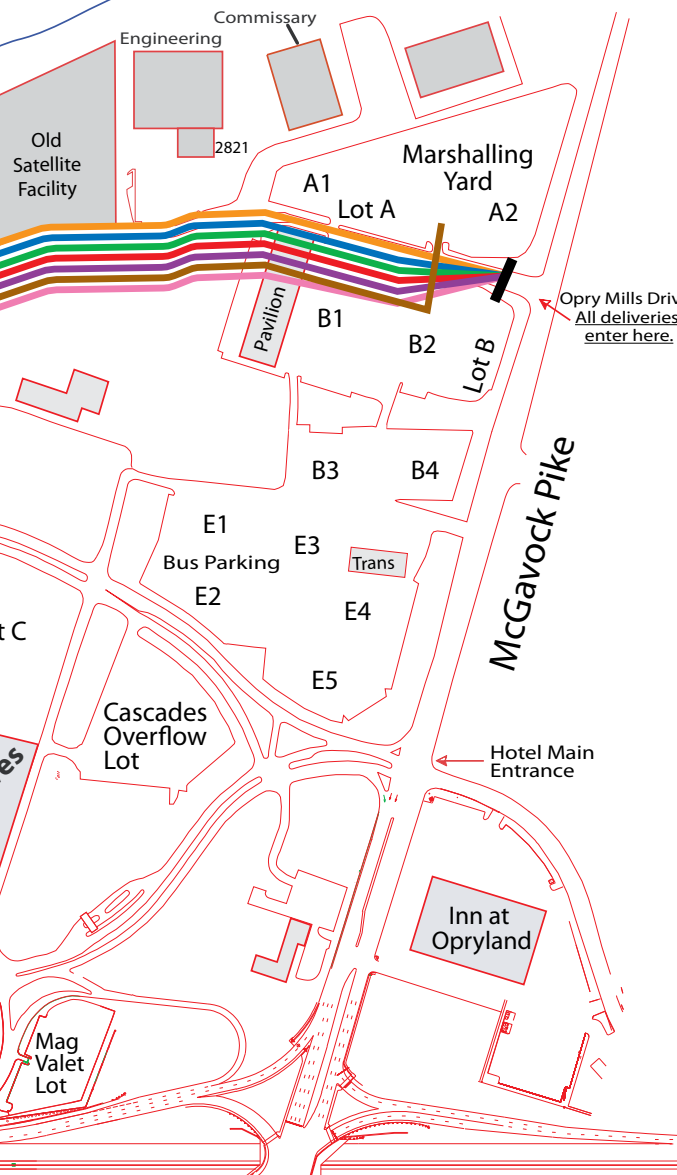 Commissary
Engineering
2821
Old
Satellite
Facility
Marshalling
Yard
A1
A2
Lot A
Opry Mills Driv
All deliveries
enter here.
Pavilion
B1
B2
Lot B
B3
B4
McGavock Pike
E1
E3
Bus Parking
Trans
E2
E4
t C
E5
Cascades
Overflow
Lot
es
Hotel Main
Entrance
Inn at
Opryland
Mag
Valet
Lot